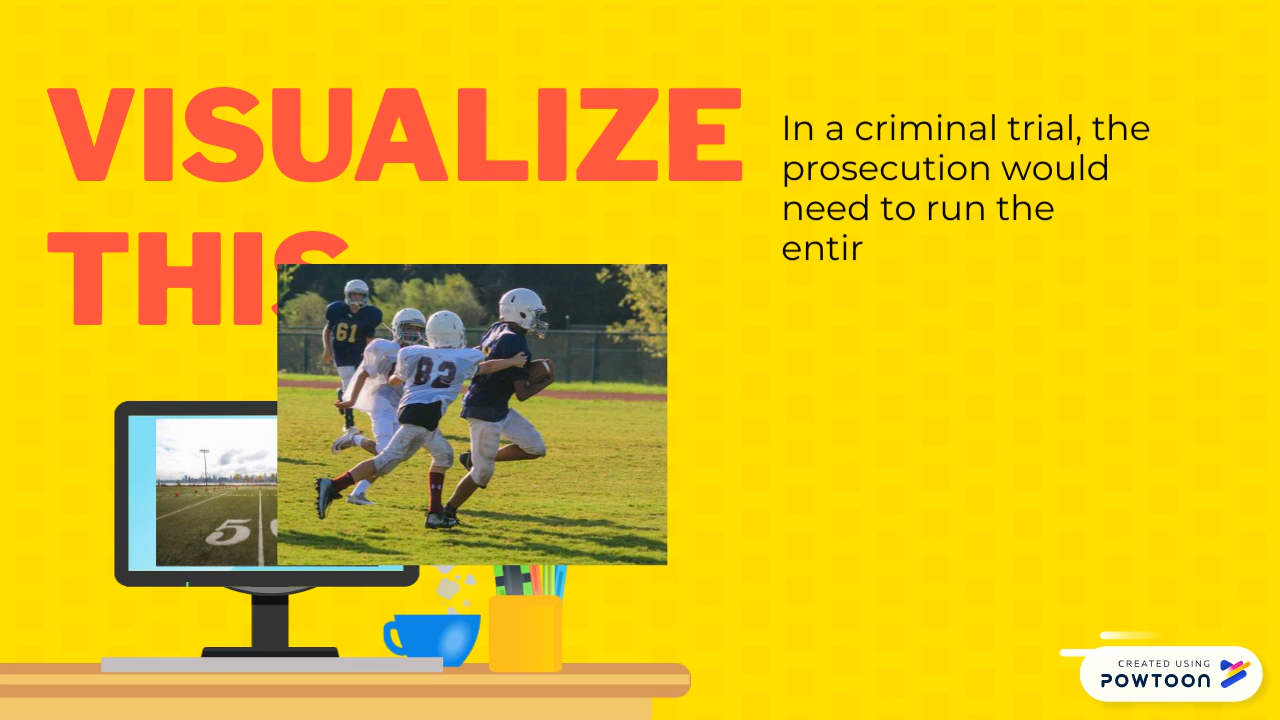 VISUALIZE
THIS
In a criminal trial, the
prosecution would
need to run the
entir
61
82
5
CREATED USING
POWTOON